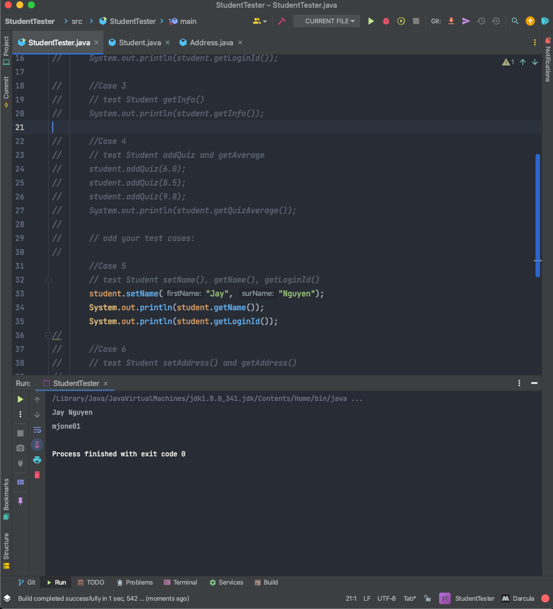 StudentTester – StudentTester.java
StudentTester
src
StudentTester
main
CURRENT FILE
Git:
StudentTester.java
Student.java
Address.java
Project
Commit
Bookmarks
Structure
Notifications
1
16 // System.out.println(student.getLoginId());
17
18 // //Case 3
19 // // test Student getInfo()
20 // System.out.println(student.getInfo());
21
22 // //Case 4
23 // // test Student addQuiz and getAverage
24 // student.addQuiz(6.0);
25 // student.addQuiz(8.5);
26 // student.addQuiz(9.8);
27 // System.out.println(student.getQuizAverage());
28 //
29 // // add your test cases:
30 //
31 //Case 5
32 // test Student setName(), getName(), getLoginId()
33 student.setName( firstName: "Jay", surName: "Nguyen");
34 System.out.println(student.getName());
35 System.out.println(student.getLoginId());
36 //
37 // //Case 6
38 // // test Student setAddress() and getAddress()
Run: StudentTester
/Library/Java/JavaVirtualMachines/jdk1.8.0_341.jdk/Contents/Home/bin/java ...
Jay Nguyen
mjone01
Process finished with exit code 0
Git
Run
TODO
Problems
Terminal
Services
Build
Build completed successfully in 1 sec, 542 ... (moments ago)
21:1
LF
UTF-8
Tab*
ST
StudentTester
Darcula